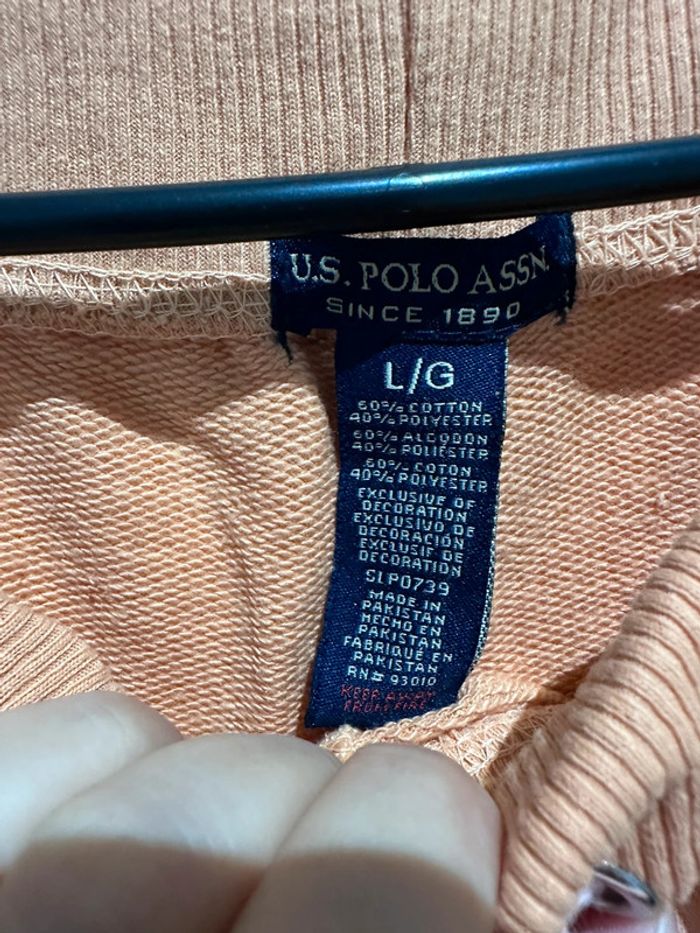 U.S. POLO ASSN.
SINCE 1890
L/G
60% COTTON
40% POLYESTER
60% ALGODON
40% POLIESTER
60% COTON
40% POLYESTER
EXCLUSIVE OF
DECORATION
EXCLUSIVO DE
DECORACIÓN
EXCLUSIF DE
DECORATION
SLP0739
MADE IN
PAKISTAN
HECHO EN
PAKISTAN
FABRIQUÉ EN
PAKISTAN
RN# 93010
KEEP AWAY
FROM FIRE